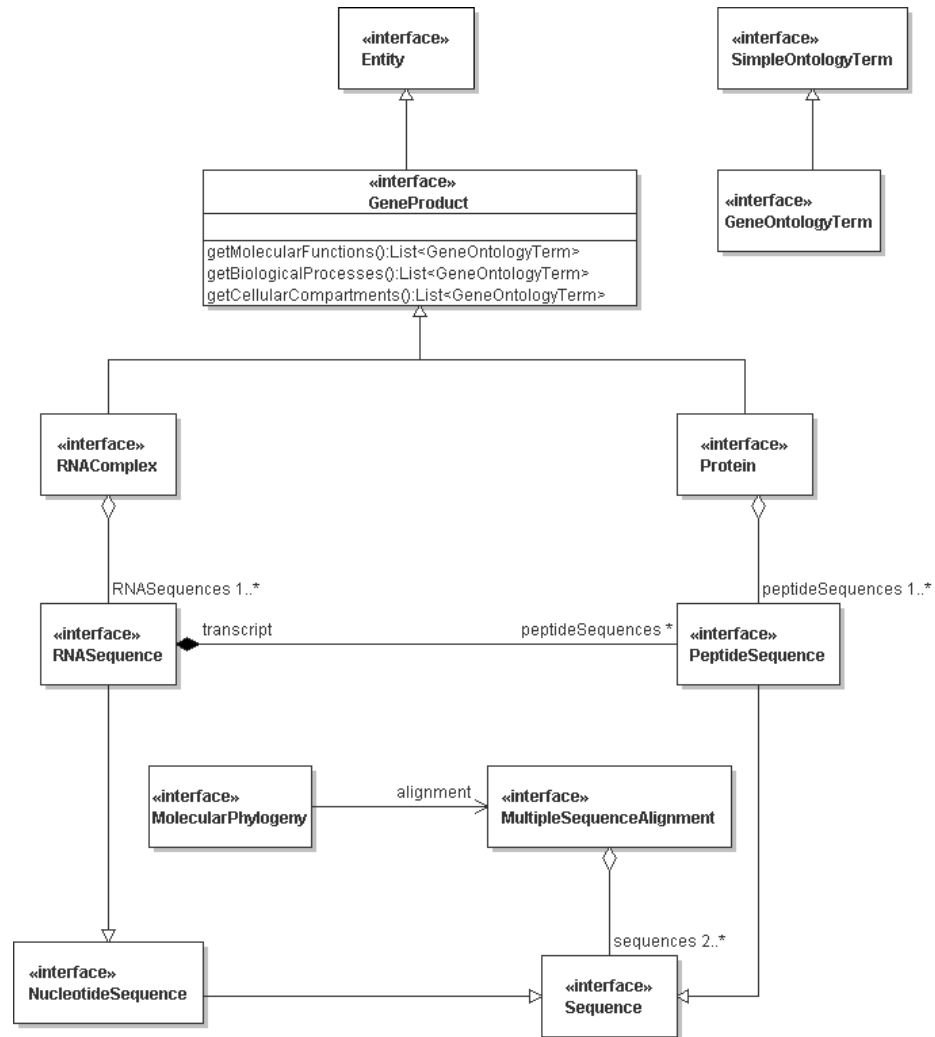 «interface»
Entity
«interface»
SimpleOntologyTerm
«interface»
GeneProduct
getMolecularFunctions():List<GeneOntologyTerm>
getBiologicalProcesses():List<GeneOntologyTerm>
getCellularCompartments():List<GeneOntologyTerm>
«interface»
GeneOntologyTerm
«interface»
RNAComplex
«interface»
Protein
RNASequences 1..*
peptideSequences 1..*
«interface»
RNASequence
transcript
peptideSequences *
«interface»
PeptideSequence
«interface»
MolecularPhylogeny
alignment
«interface»
MultipleSequenceAlignment
sequences 2..*
«interface»
NucleotideSequence
«interface»
Sequence